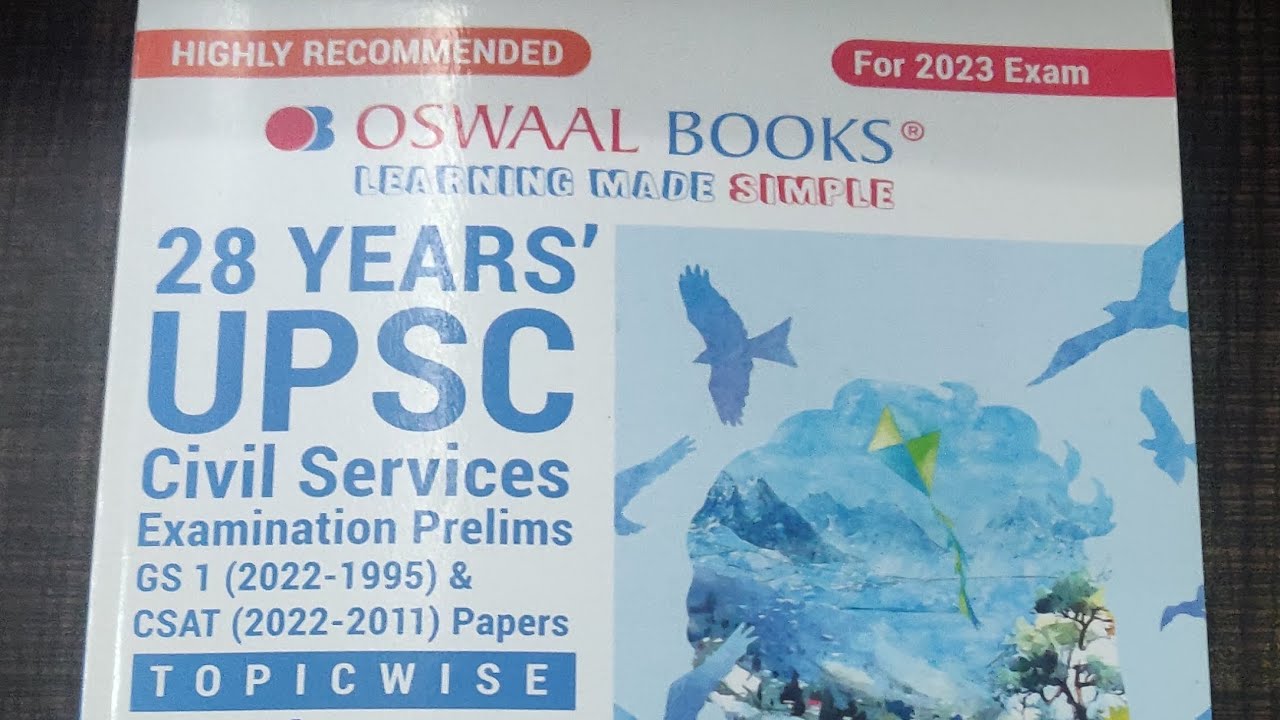 HIGHLY RECOMMENDED
For 2023 Exam
OSWAAL BOOKS®
LEARNING MADE SIMPLE
28 YEARS'
UPSC
Civil Services
Examination Prelims
GS 1 (2022-1995) &
CSAT (2022-2011) Papers
TOPICWISE